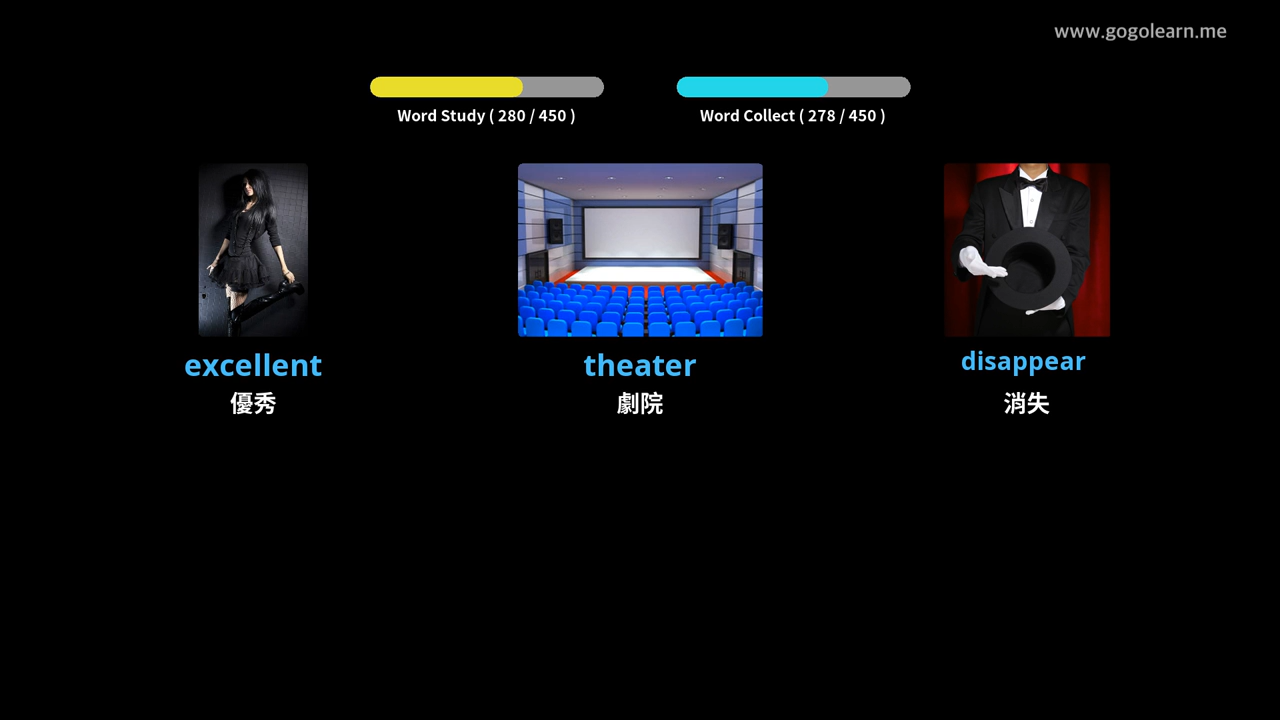 www.gogolearn.me
Word Study ( 280 / 450 )
Word Collect ( 278 / 450 )
excellent
theater
disappear
優秀
劇院
消失